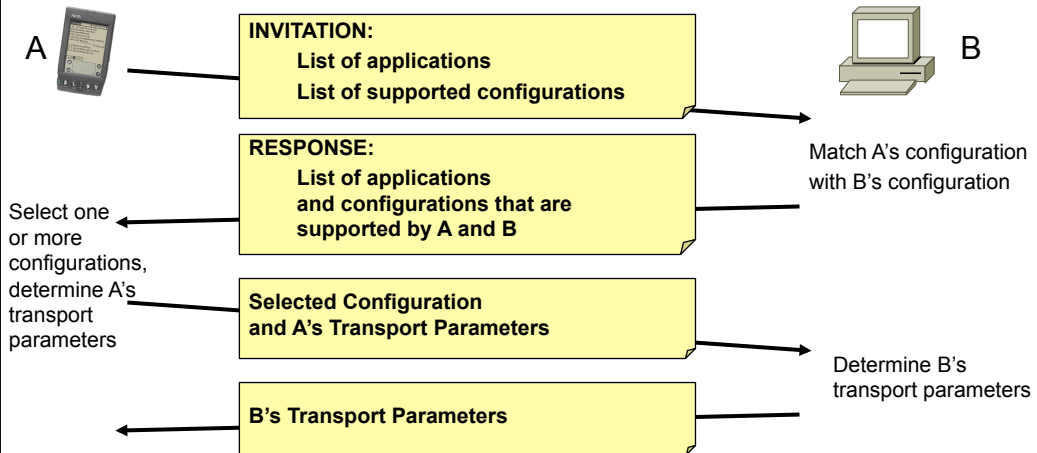 A
INVITATION:
List of applications
List of supported configurations
B
Match A's configuration
with B's configuration
RESPONSE:
List of applications
and configurations that are
supported by A and B
Select one
or more
configurations,
determine A's
transport
parameters
Selected Configuration
and A's Transport Parameters
Determine B's
transport parameters
B's Transport Parameters